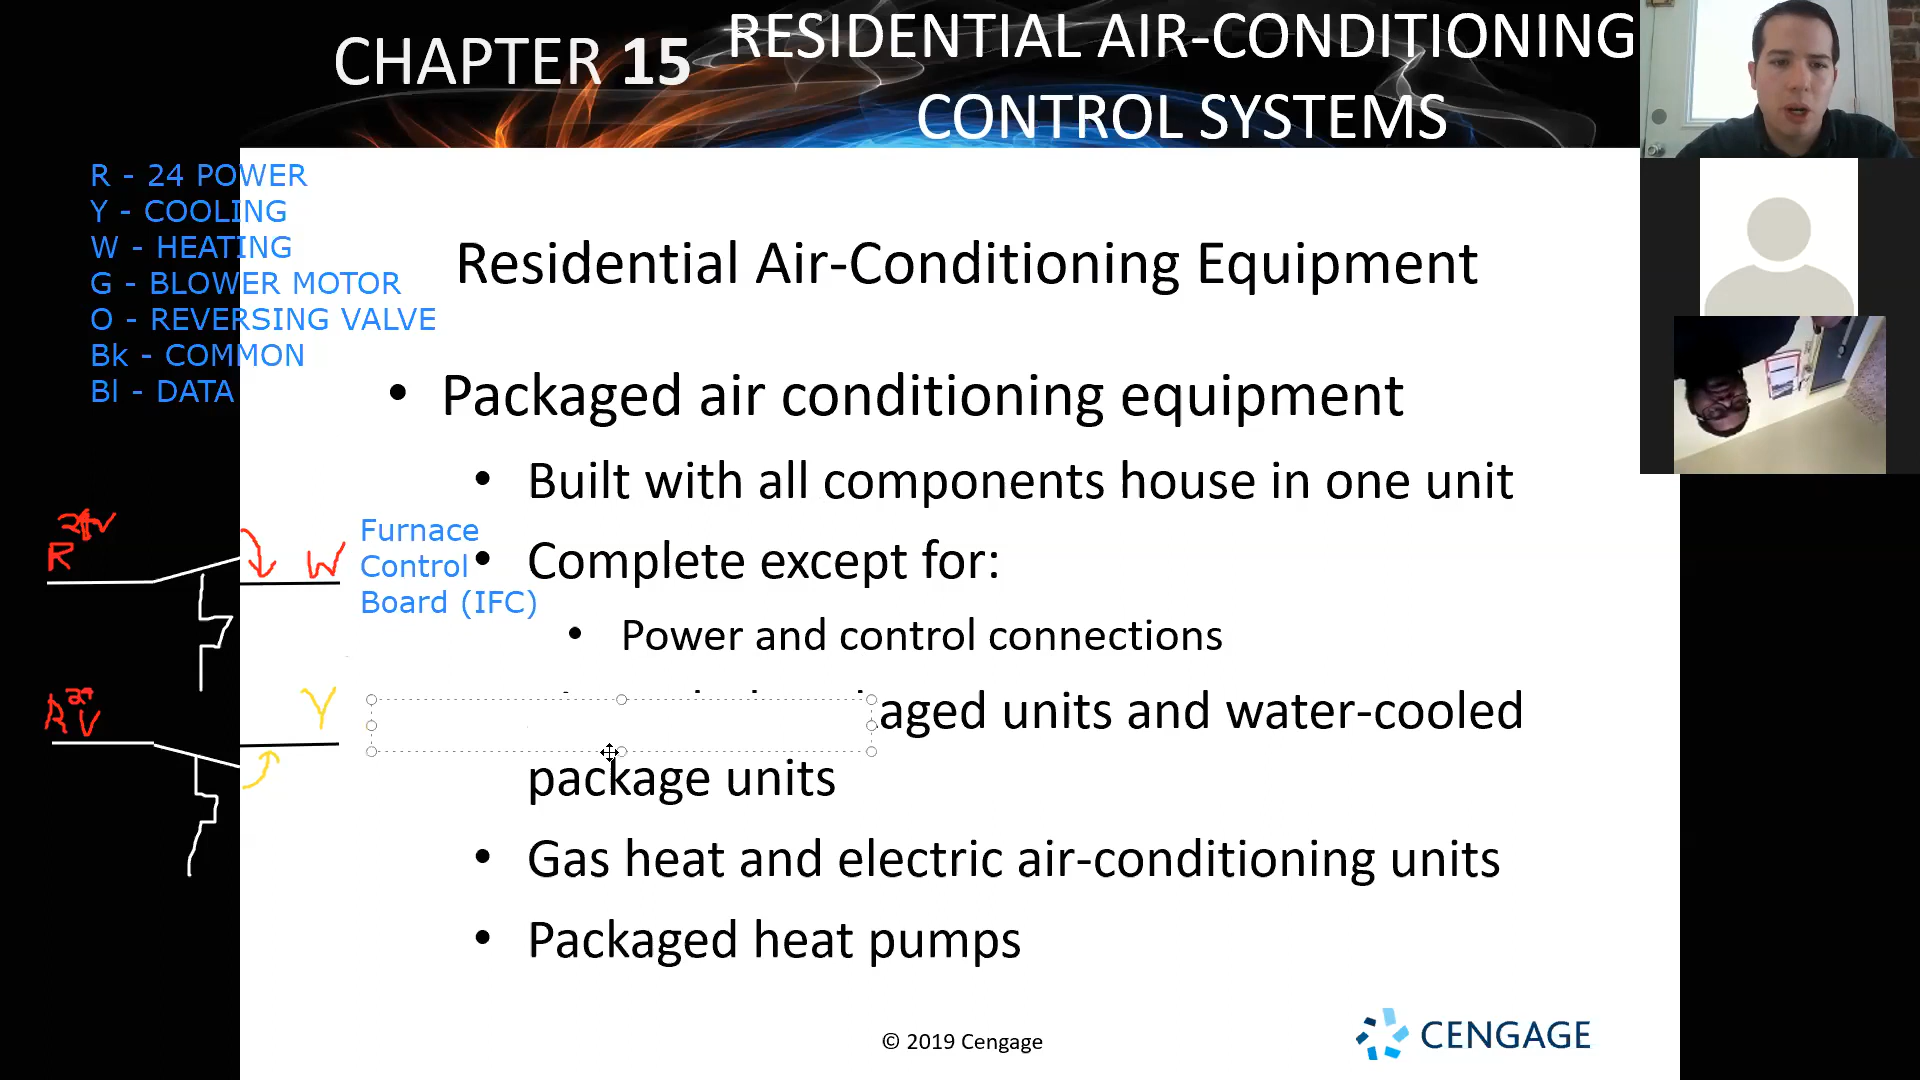 CHAPTER 15
RESIDENTIAL AIR-CONDITIONING
CONTROL SYSTEMS
R - 24 POWER
Y - COOLING
W - HEATING
G - BLOWER MOTOR
O - REVERSING VALVE
Bk - COMMON
Bl - DATA
Residential Air-Conditioning Equipment
• Packaged air conditioning equipment
• Built with all components house in one unit
• Complete except for:
• Power and control connections
aged units and water-cooled
package units
• Gas heat and electric air-conditioning units
• Packaged heat pumps
24V
R
W
Furnace
Control
Board (IFC)
R
V
Y
© 2019 Cengage
CENGAGE